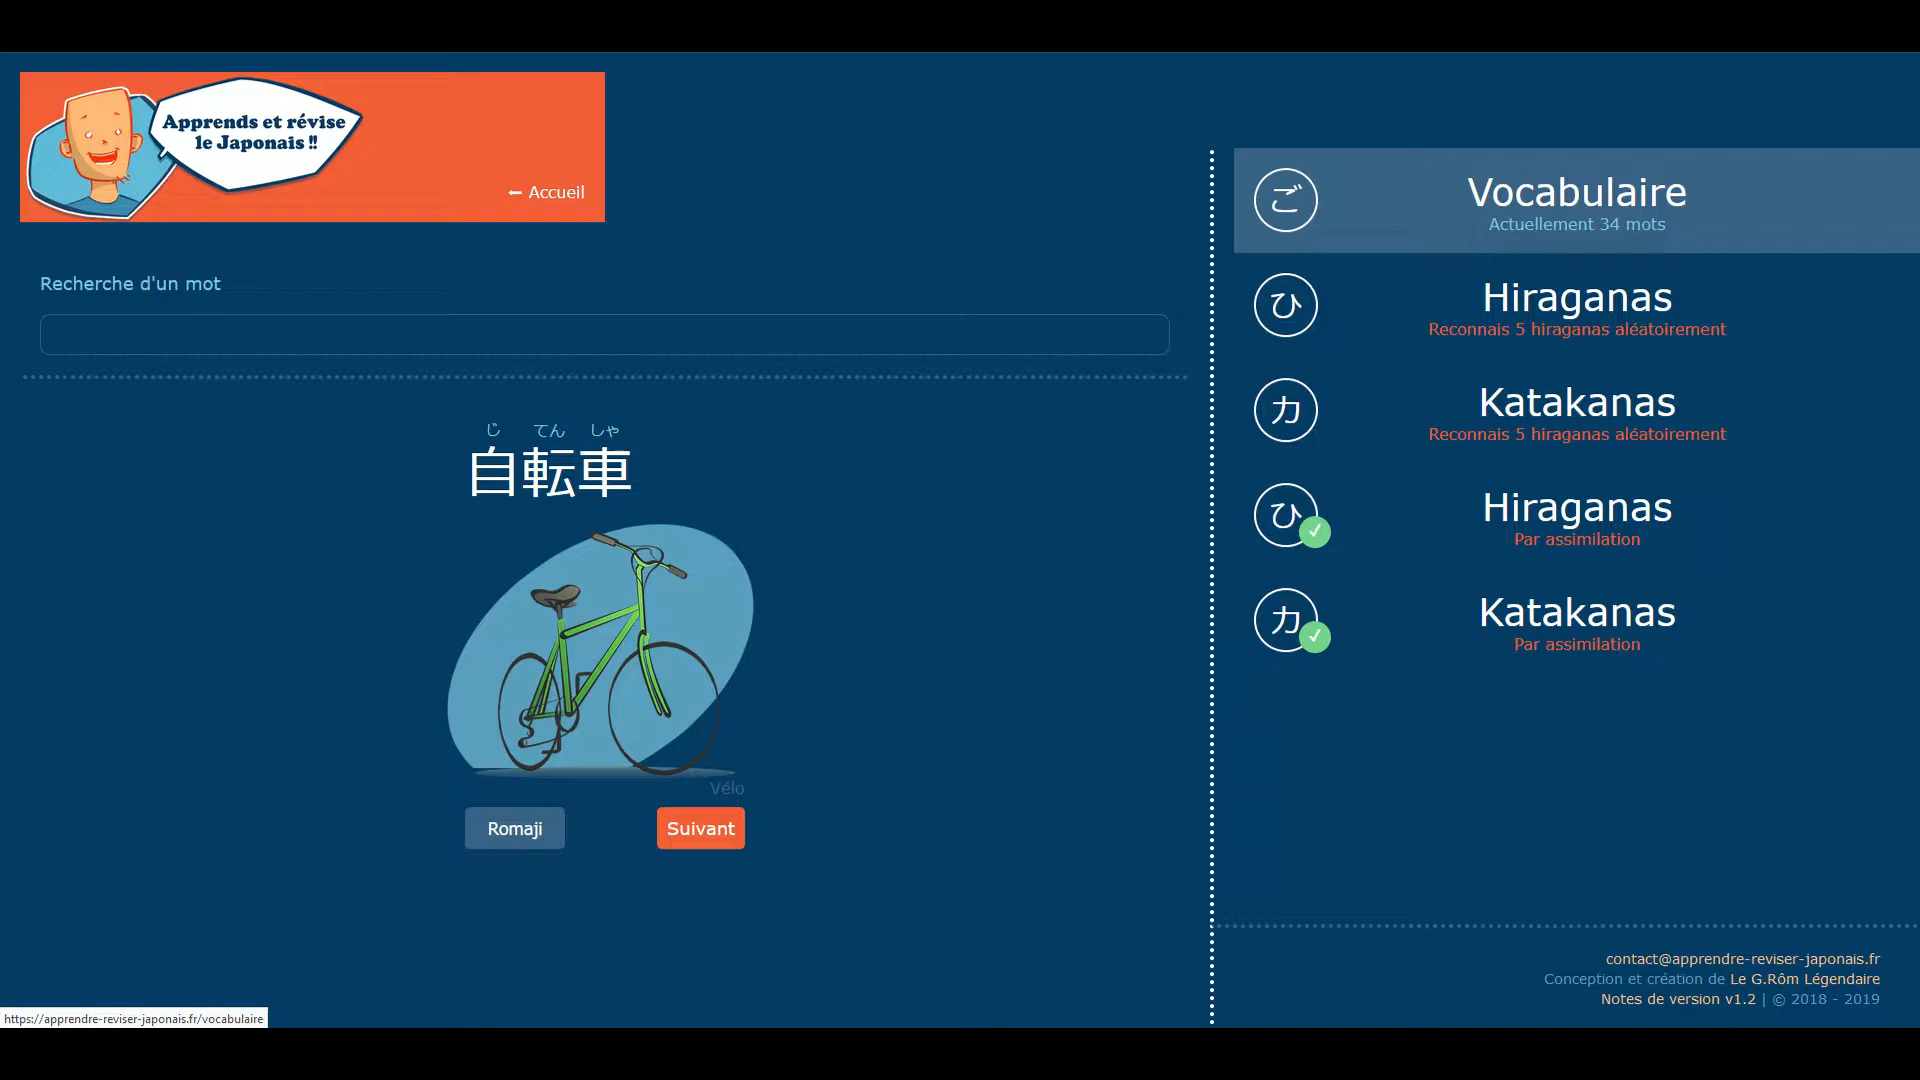 Apprends et révise
le Japonais !!
← Accueil
Recherche d'un mot
じ てん しゃ
自転車
Vélo
Romaji
Suivant
ご
Vocabulaire
Actuellement 34 mots
ひ
Hiraganas
Reconnais 5 hiraganas aléatoirement
カ
Katakanas
Reconnais 5 hiraganas aléatoirement
ひ
✓
Hiraganas
Par assimilation
カ
✓
Katakanas
Par assimilation
contact@apprendre-reviser-japonais.fr
Conception et création de Le G.Rôm Légendaire
Notes de version v1.2 | © 2018 - 2019
https://apprendre-reviser-japonais.fr/vocabulaire